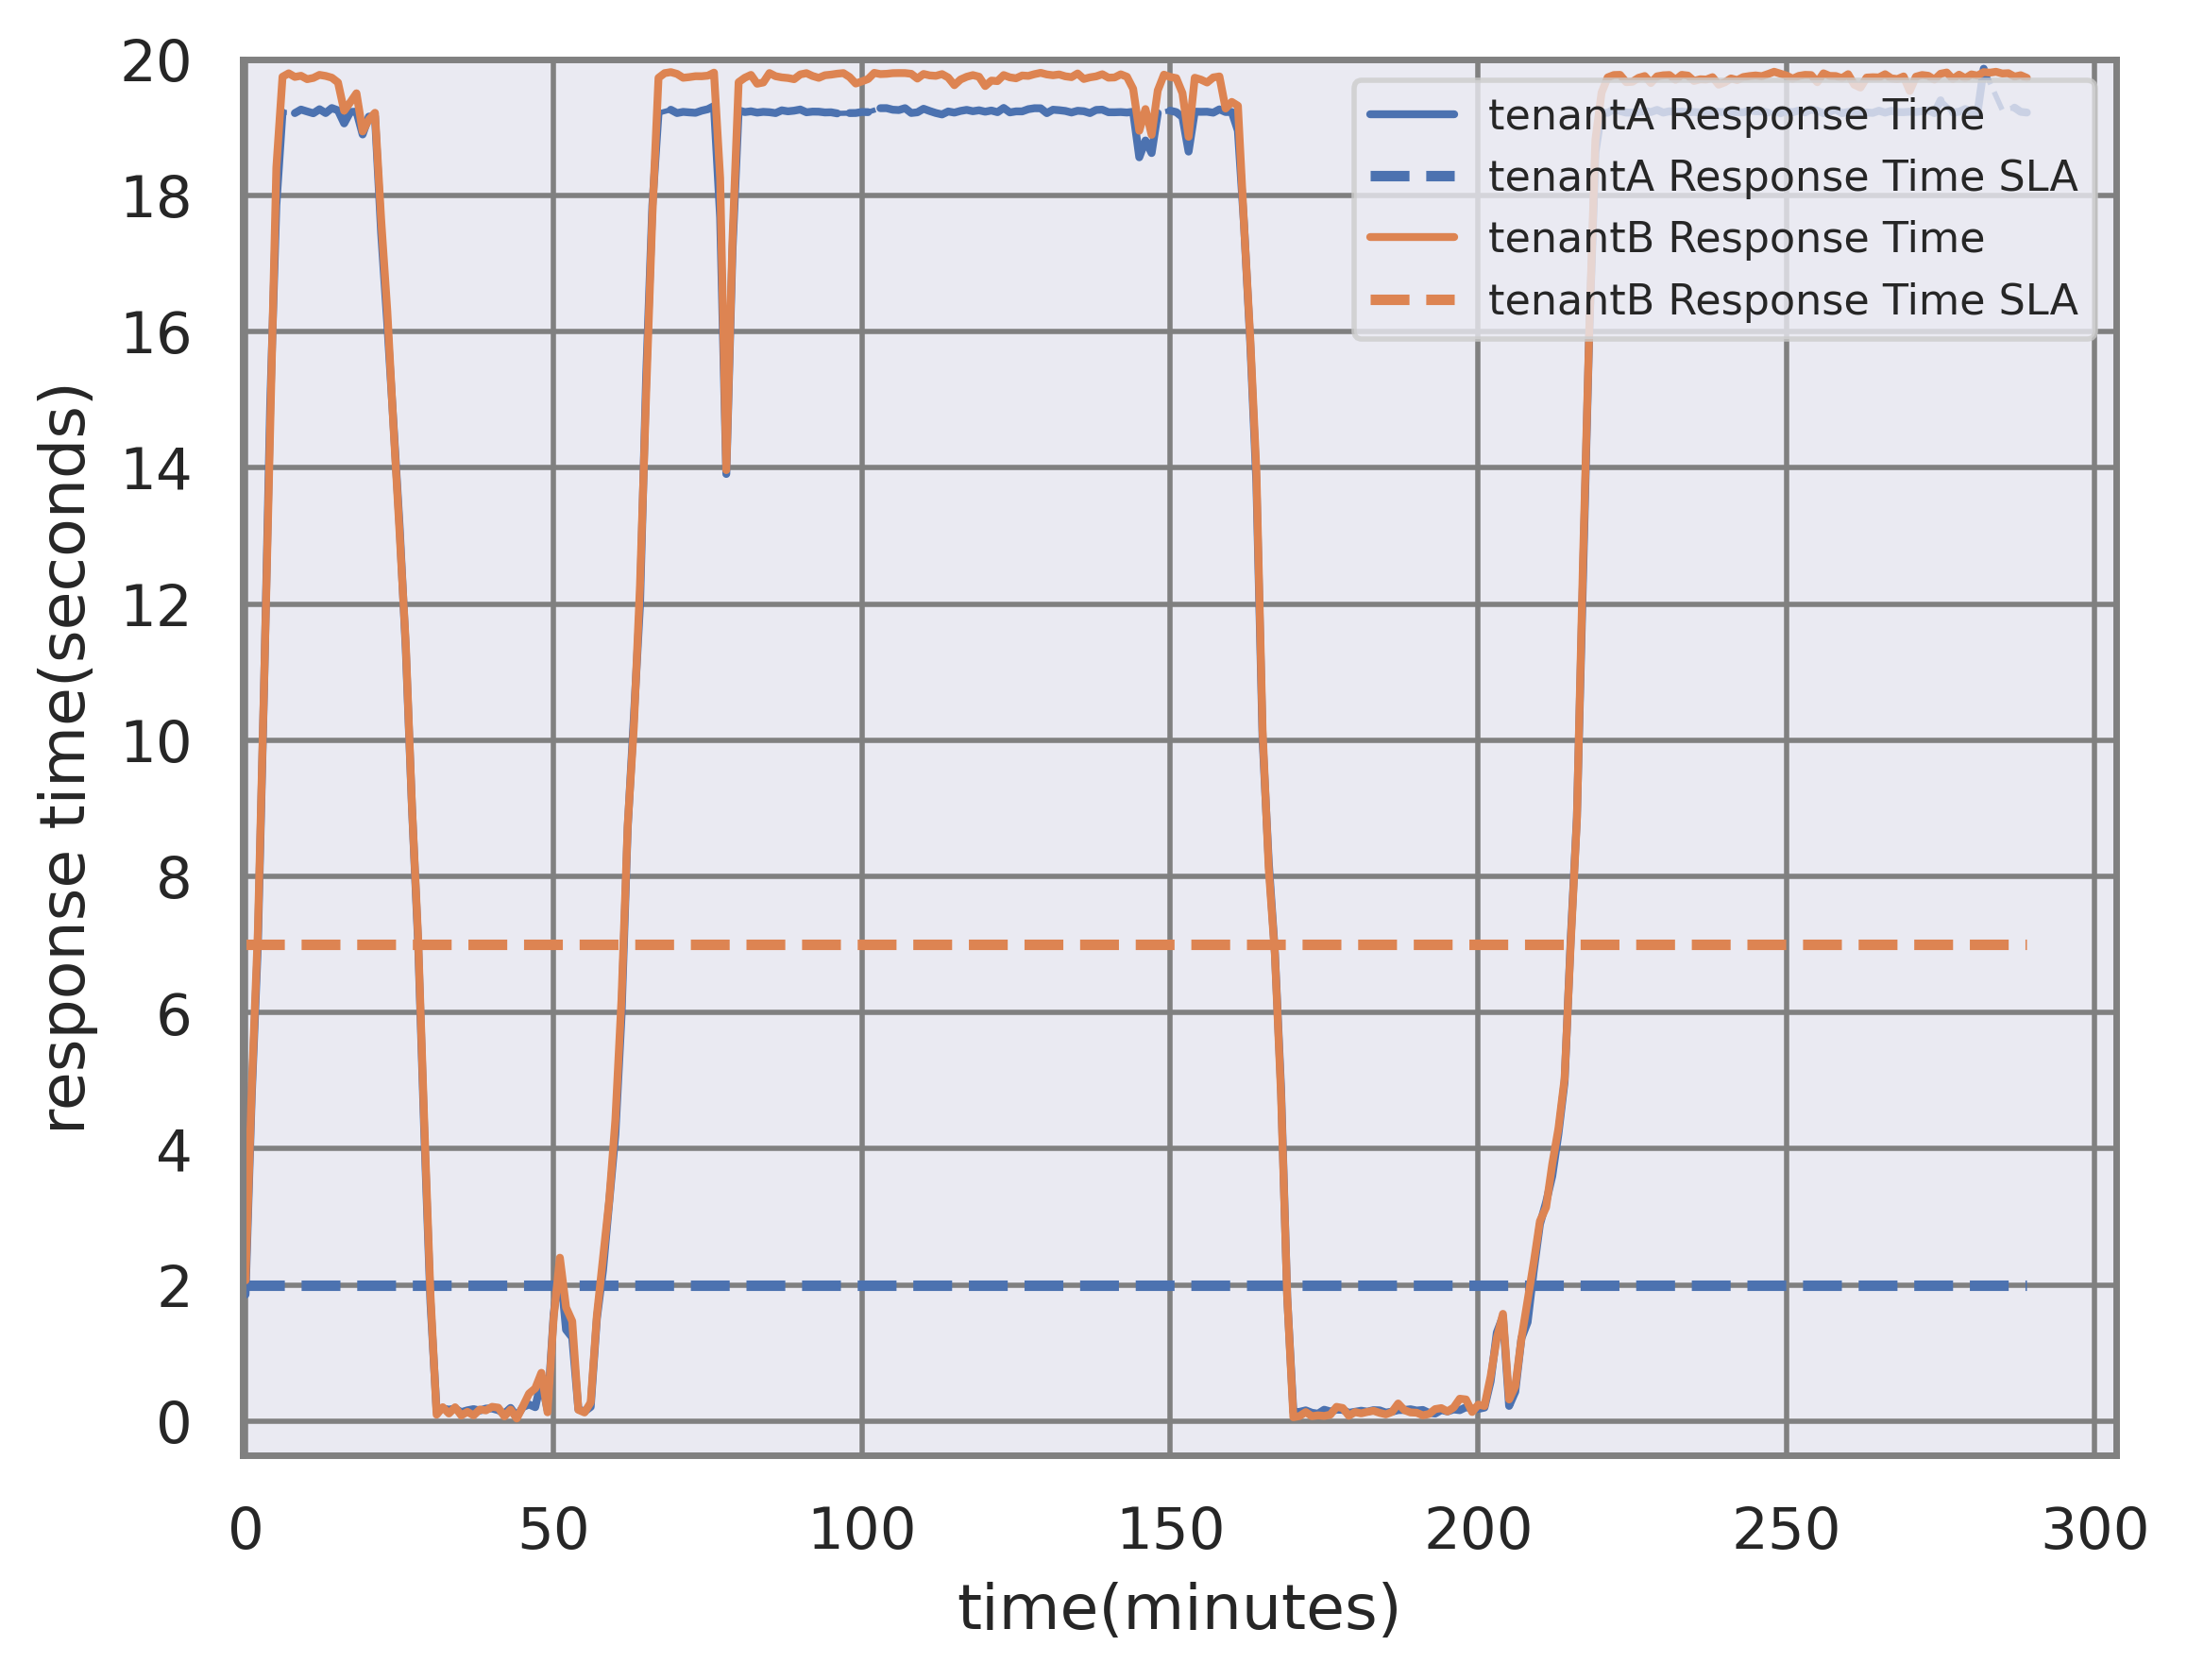 20
18
16
14
12
10
8
6
4
2
0
response time(seconds)
tenantA Response Time
tenantA Response Time SLA
tenantB Response Time
tenantB Response Time SLA
0 50 100 150 200 250 300
time(minutes)